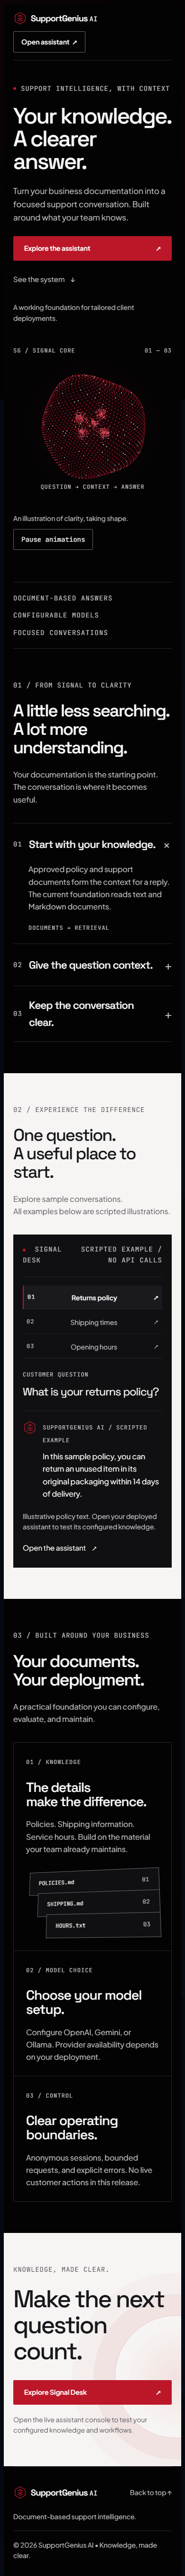 SupportGenius AI
Open assistant ↗
SUPPORT INTELLIGENCE, WITH CONTEXT
Your knowledge.
A clearer
answer.
Turn your business documentation into a
focused support conversation. Built
around what your team knows.
Explore the assistant ↗
See the system ↓
A working foundation for tailored client
deployments.
SG / SIGNAL CORE 01 — 03
QUESTION → CONTEXT → ANSWER
An illustration of clarity, taking shape.
Pause animations
DOCUMENT-BASED ANSWERS
CONFIGURABLE MODELS
FOCUSED CONVERSATIONS
01 / FROM SIGNAL TO CLARITY
A little less searching.
A lot more
understanding.
Your documentation is the starting point.
The conversation is where it becomes
useful.
01 Start with your knowledge. ×
Approved policy and support
documents form the context for a reply.
The current foundation reads text and
Markdown documents.
DOCUMENTS → RETRIEVAL
02 Give the question context. +
03 Keep the conversation
clear. +
02 / EXPERIENCE THE DIFFERENCE
One question.
A useful place to
start.
Explore sample conversations.
All examples below are scripted illustrations.
SIGNAL
DESK
SCRIPTED EXAMPLE /
NO API CALLS
01 Returns policy ↗
02 Shipping times ↗
03 Opening hours ↗
CUSTOMER QUESTION
What is your returns policy?
SUPPORTGENIUS AI / SCRIPTED
EXAMPLE
In this sample policy, you can
return an unused item in its
original packaging within 14 days
of delivery.
Illustrative policy text. Open your deployed
assistant to test its configured knowledge.
Open the assistant ↗
03 / BUILT AROUND YOUR BUSINESS
Your documents.
Your deployment.
A practical foundation you can configure,
evaluate, and maintain.
01 / KNOWLEDGE
The details
make the difference.
Policies. Shipping information.
Service hours. Build on the material
your team already maintains.
POLICIES.md 01
SHIPPING.md 02
HOURS.txt 03
02 / MODEL CHOICE
Choose your model
setup.
Configure OpenAI, Gemini, or
Ollama. Provider availability depends
on your deployment.
03 / CONTROL
Clear operating
boundaries.
Anonymous sessions, bounded
requests, and explicit errors. No live
customer actions in this release.
KNOWLEDGE, MADE CLEAR.
Make the next
question
count.
Explore Signal Desk ↗
Open the live assistant console to test your
configured knowledge and workflows.
SupportGenius AI
Back to top ↑
Document-based support intelligence.
© 2026 SupportGenius AI • Knowledge, made
clear.